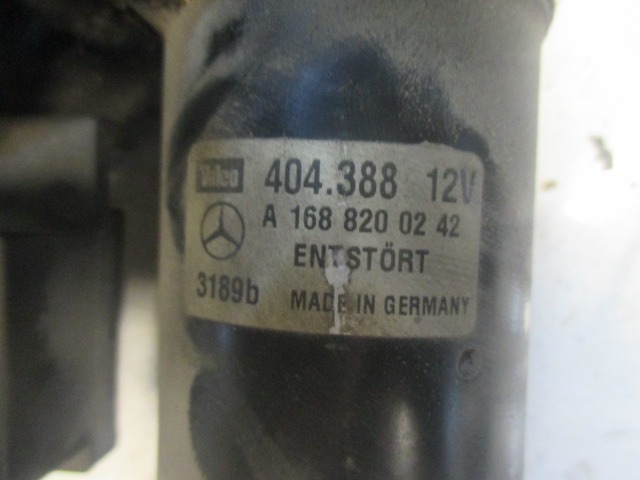 Valeo 404.388 12V
A 168 820 02 42
ENTSTÖRT
3189b MADE IN GERMANY